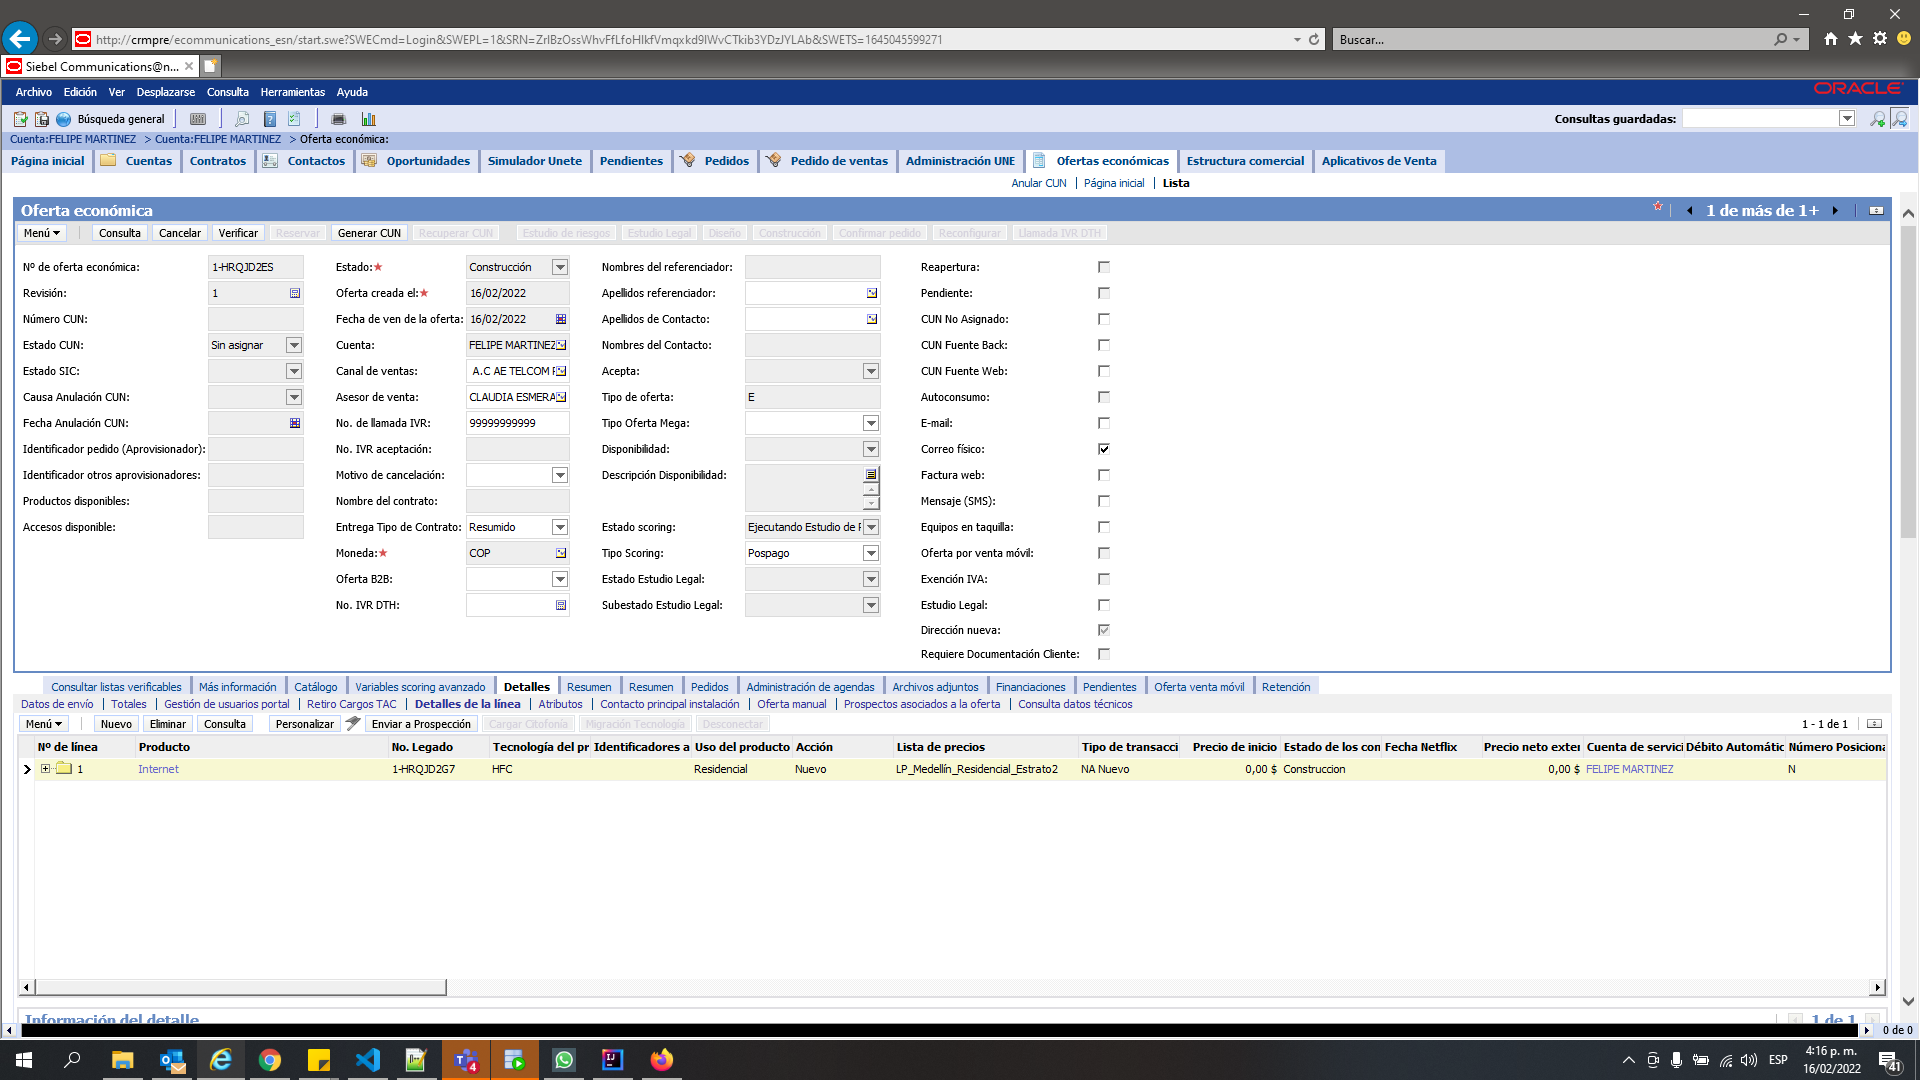 http://crmpre/ecommunications_esn/start.swe?SWECmd=Login&SWEPL=1&SRN=ZrlBzOssWhvFfLfoHIkfVmqxkd9IWvCTkib3YDzJYLAb&SWETS=1645045599271
Buscar...
Siebel Communications@n...
Archivo Edición Ver Desplazarse Consulta Herramientas Ayuda
ORACLE
Búsqueda general
Consultas guardadas:
Cuenta:FELIPE MARTINEZ > Cuenta:FELIPE MARTINEZ > Oferta económica:
Página inicial Cuentas Contratos Contactos Oportunidades Simulador Unete Pendientes Pedidos Pedido de ventas Administración UNE Ofertas económicas Estructura comercial Aplicativos de Venta
Anular CUN | Página inicial | Lista
Oferta económica
1 de más de 1+
Menú Consulta Cancelar Verificar Reservar Generar CUN Recuperar CUN Estudio de riesgos Estudio Legal Diseño Construcción Confirmar pedido Reconfigurar Llamada IVR DTH
Nº de oferta económica: 1-HRQJD2ES Estado:★ Construcción Nombres del referenciador: Reapertura:
Revisión: 1 Oferta creada el:★ 16/02/2022 Apellidos referenciador: Pendiente:
Número CUN: Fecha de ven de la oferta: 16/02/2022 Apellidos de Contacto: CUN No Asignado:
Estado CUN: Sin asignar Cuenta: FELIPE MARTINEZ Nombres del Contacto: CUN Fuente Back:
Estado SIC: Canal de ventas: A.C AE TELCOM Acepta: CUN Fuente Web:
Causa Anulación CUN: Asesor de venta: CLAUDIA ESMERA Tipo de oferta: E Autoconsumo:
Fecha Anulación CUN: No. de llamada IVR: 99999999999 Tipo Oferta Mega: E-mail:
Identificador pedido (Aprovisionador): No. IVR aceptación: Disponibilidad: Correo físico:
Identificador otros aprovisionadores: Motivo de cancelación: Descripción Disponibilidad: Factura web:
Productos disponibles: Nombre del contrato: Mensaje (SMS):
Accesos disponible: Entrega Tipo de Contrato: Resumido Estado scoring: Ejecutando Estudio de Equipos en taquilla:
Moneda:★ COP Tipo Scoring: Pospago Oferta por venta móvil:
Oferta B2B: Estado Estudio Legal: Exención IVA:
No. IVR DTH: Subestado Estudio Legal: Estudio Legal:
Dirección nueva:
Requiere Documentación Cliente:
Consultar listas verificables Más información Catálogo Variables scoring avanzado Detalles Resumen Resumen Pedidos Administración de agendas Archivos adjuntos Financiaciones Pendientes Oferta venta móvil Retención
Datos de envío | Totales | Gestión de usuarios portal | Retiro Cargos TAC | Detalles de la línea | Atributos | Contacto principal instalación | Oferta manual | Prospectos asociados a la oferta | Consulta datos técnicos
Menú Nuevo Eliminar Consulta Personalizar Enviar a Prospección Cargar Citofonía Migración Tecnología Desconectar 1 - 1 de 1
Nº de línea Producto No. Legado Tecnología del pr Identificadores a Uso del producto Acción Lista de precios Tipo de transacci Precio de inicio Estado de los con Fecha Netflix Precio neto exter Cuenta de servici Débito Automátic Número Posiciona
1 Internet 1-HRQJD2G7 HFC Residencial Nuevo LP_Medellín_Residencial_Estrato2 NA Nuevo 0,00 $ Construccion 0,00 $ FELIPE MARTINEZ N
Información del detalle 1 de 1
0 de 0
4
ESP
4:16 p. m.
16/02/2022
41